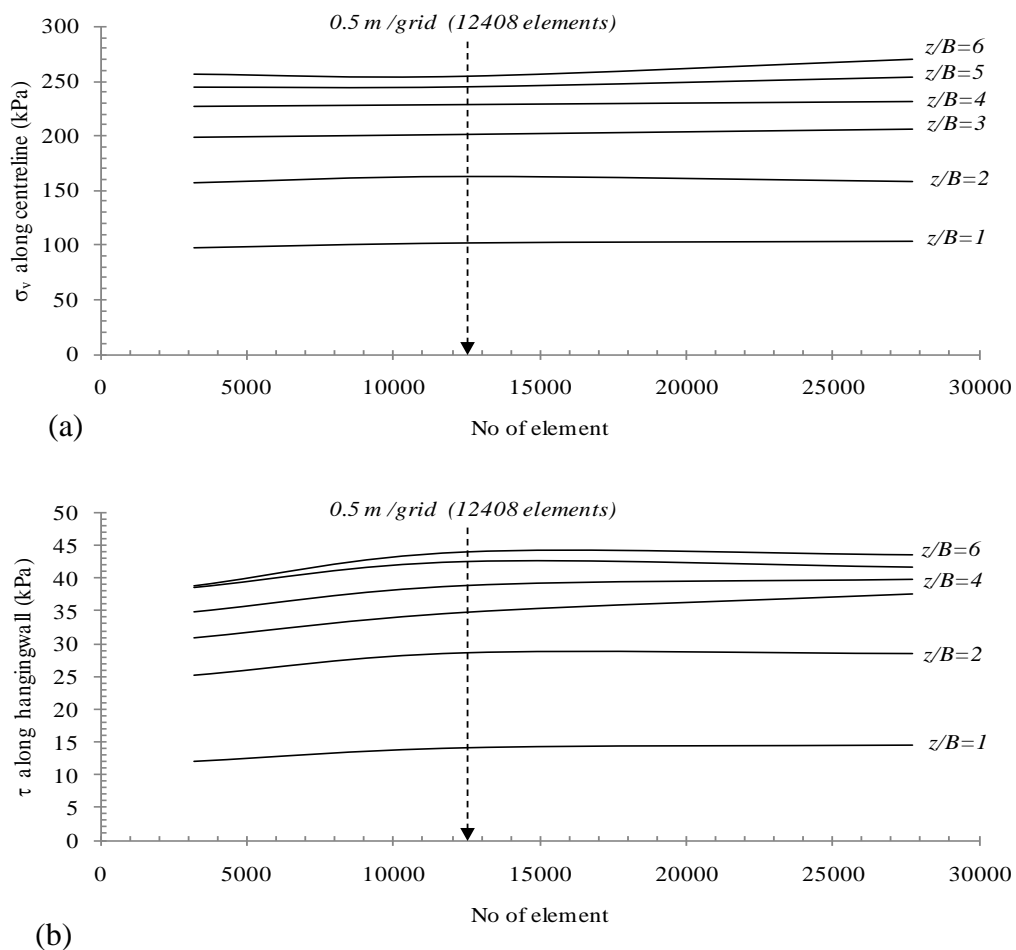 0.5 m /grid (12408 elements)
300
250
200
150
100
50
0
σv along centreline (kPa)
z/B=6
z/B=5
z/B=4
z/B=3
z/B=2
z/B=1
0 5000 10000 15000 20000 25000 30000
(a)
No of element
0.5 m /grid (12408 elements)
50
45
40
35
30
25
20
15
10
5
0
τ along hangingwall (kPa)
z/B=6
z/B=4
z/B=2
z/B=1
0 5000 10000 15000 20000 25000 30000
No of element
(b)